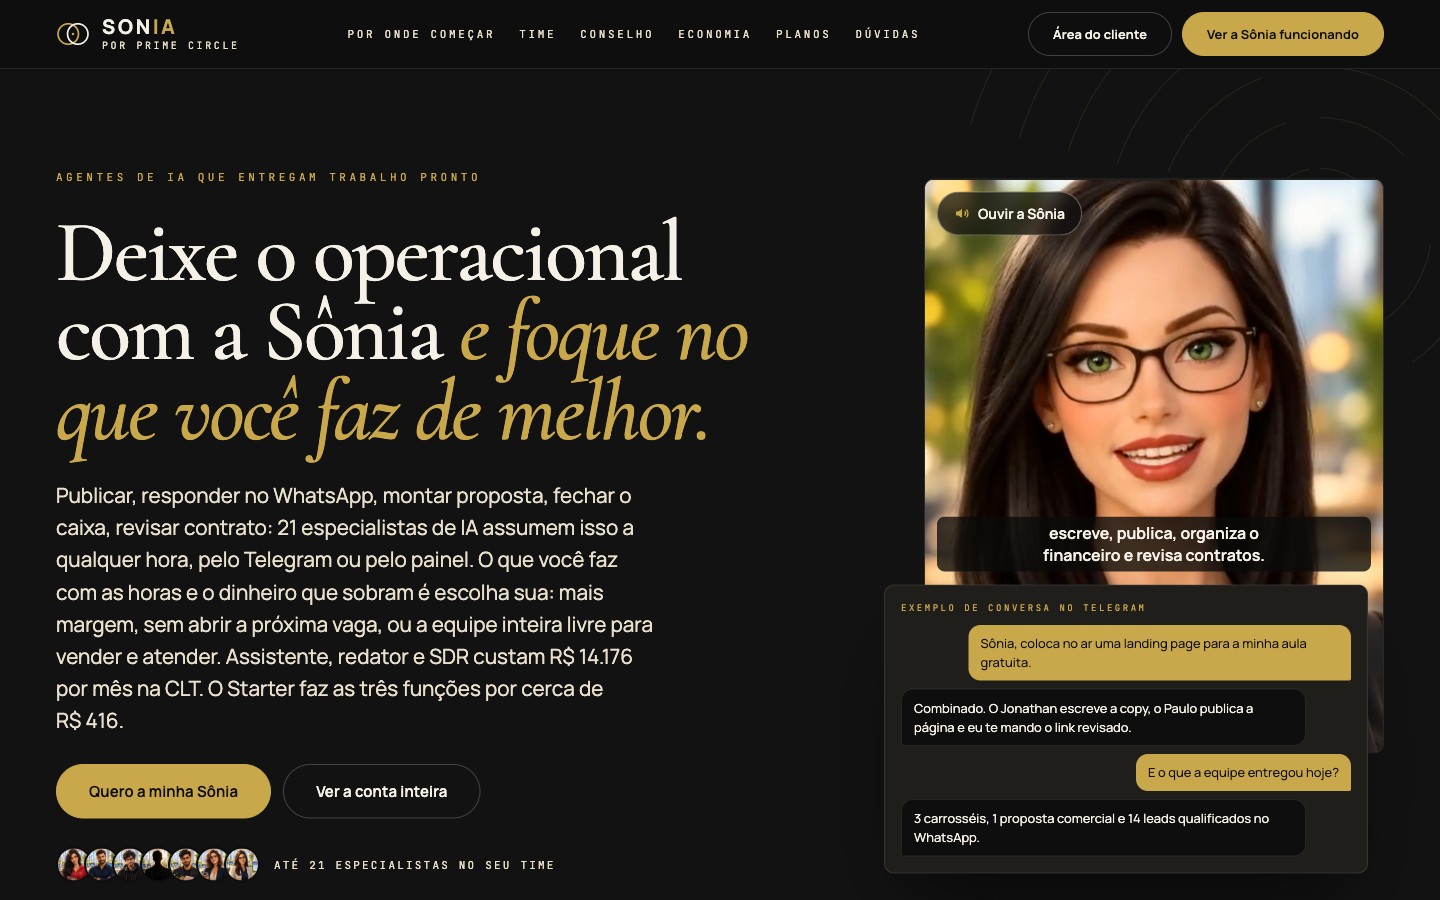 SONIA
POR PRIME CIRCLE
POR ONDE COMEÇAR
TIME
CONSELHO
ECONOMIA
PLANOS
DÚVIDAS
Área do cliente
Ver a Sônia funcionando
AGENTES DE IA QUE ENTREGAM TRABALHO PRONTO
Deixe o operacional
com a Sônia e foque no
que você faz de melhor.
Publicar, responder no WhatsApp, montar proposta, fechar o
caixa, revisar contrato: 21 especialistas de IA assumem isso a
qualquer hora, pelo Telegram ou pelo painel. O que você faz
com as horas e o dinheiro que sobram é escolha sua: mais
margem, sem abrir a próxima vaga, ou a equipe inteira livre para
vender e atender. Assistente, redator e SDR custam R$ 14.176
por mês na CLT. O Starter faz as três funções por cerca de
R$ 416.
Quero a minha Sônia
Ver a conta inteira
ATÉ 21 ESPECIALISTAS NO SEU TIME
Ouvir a Sônia
escreve, publica, organiza o
financeiro e revisa contratos.
EXEMPLO DE CONVERSA NO TELEGRAM
Sônia, coloca no ar uma landing page para a minha aula
gratuita.
Combinado. O Jonathan escreve a copy, o Paulo publica a
página e eu te mando o link revisado.
E o que a equipe entregou hoje?
3 carrosséis, 1 proposta comercial e 14 leads qualificados no
WhatsApp.